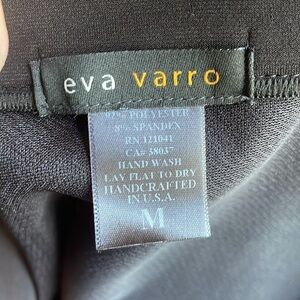 eva varro
92% POLYESTER
8% SPANDEX
RN 121041
CA# 38037
HAND WASH
LAY FLAT TO DRY
HANDCRAFTED
IN U.S.A.
M